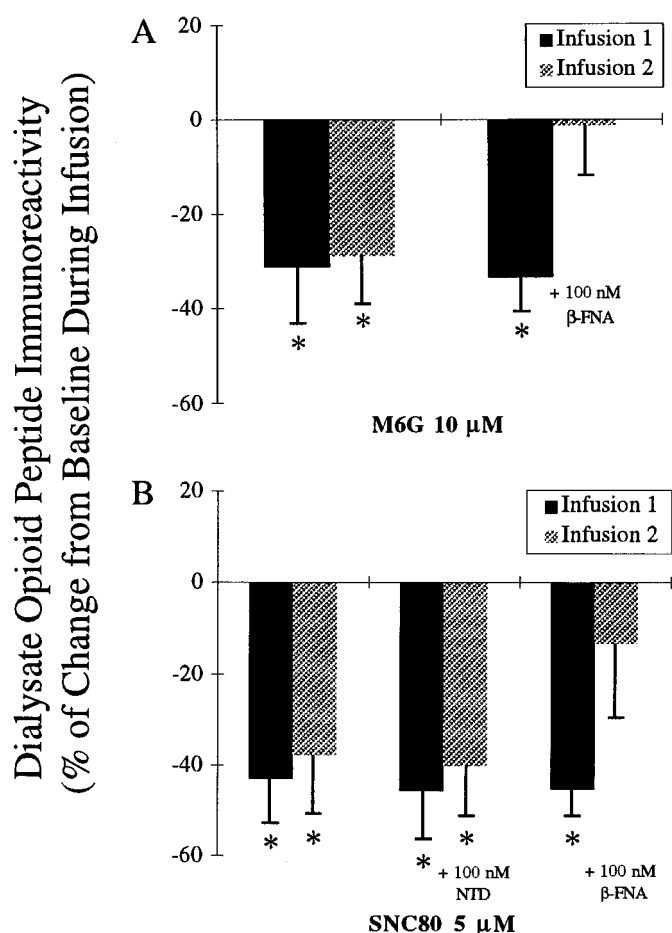 Dialysate Opioid Peptide Immunoreactivity
(% of Change from Baseline During Infusion)
A
20
0
-20
-40
-60
Infusion 1
Infusion 2
*
*
*
+ 100 nM
β-FNA
M6G 10 μM
B
20
0
-20
-40
-60
Infusion 1
Infusion 2
*
*
*
*
*
+ 100 nM
NTD
+ 100 nM
β-FNA
SNC80 5 μM